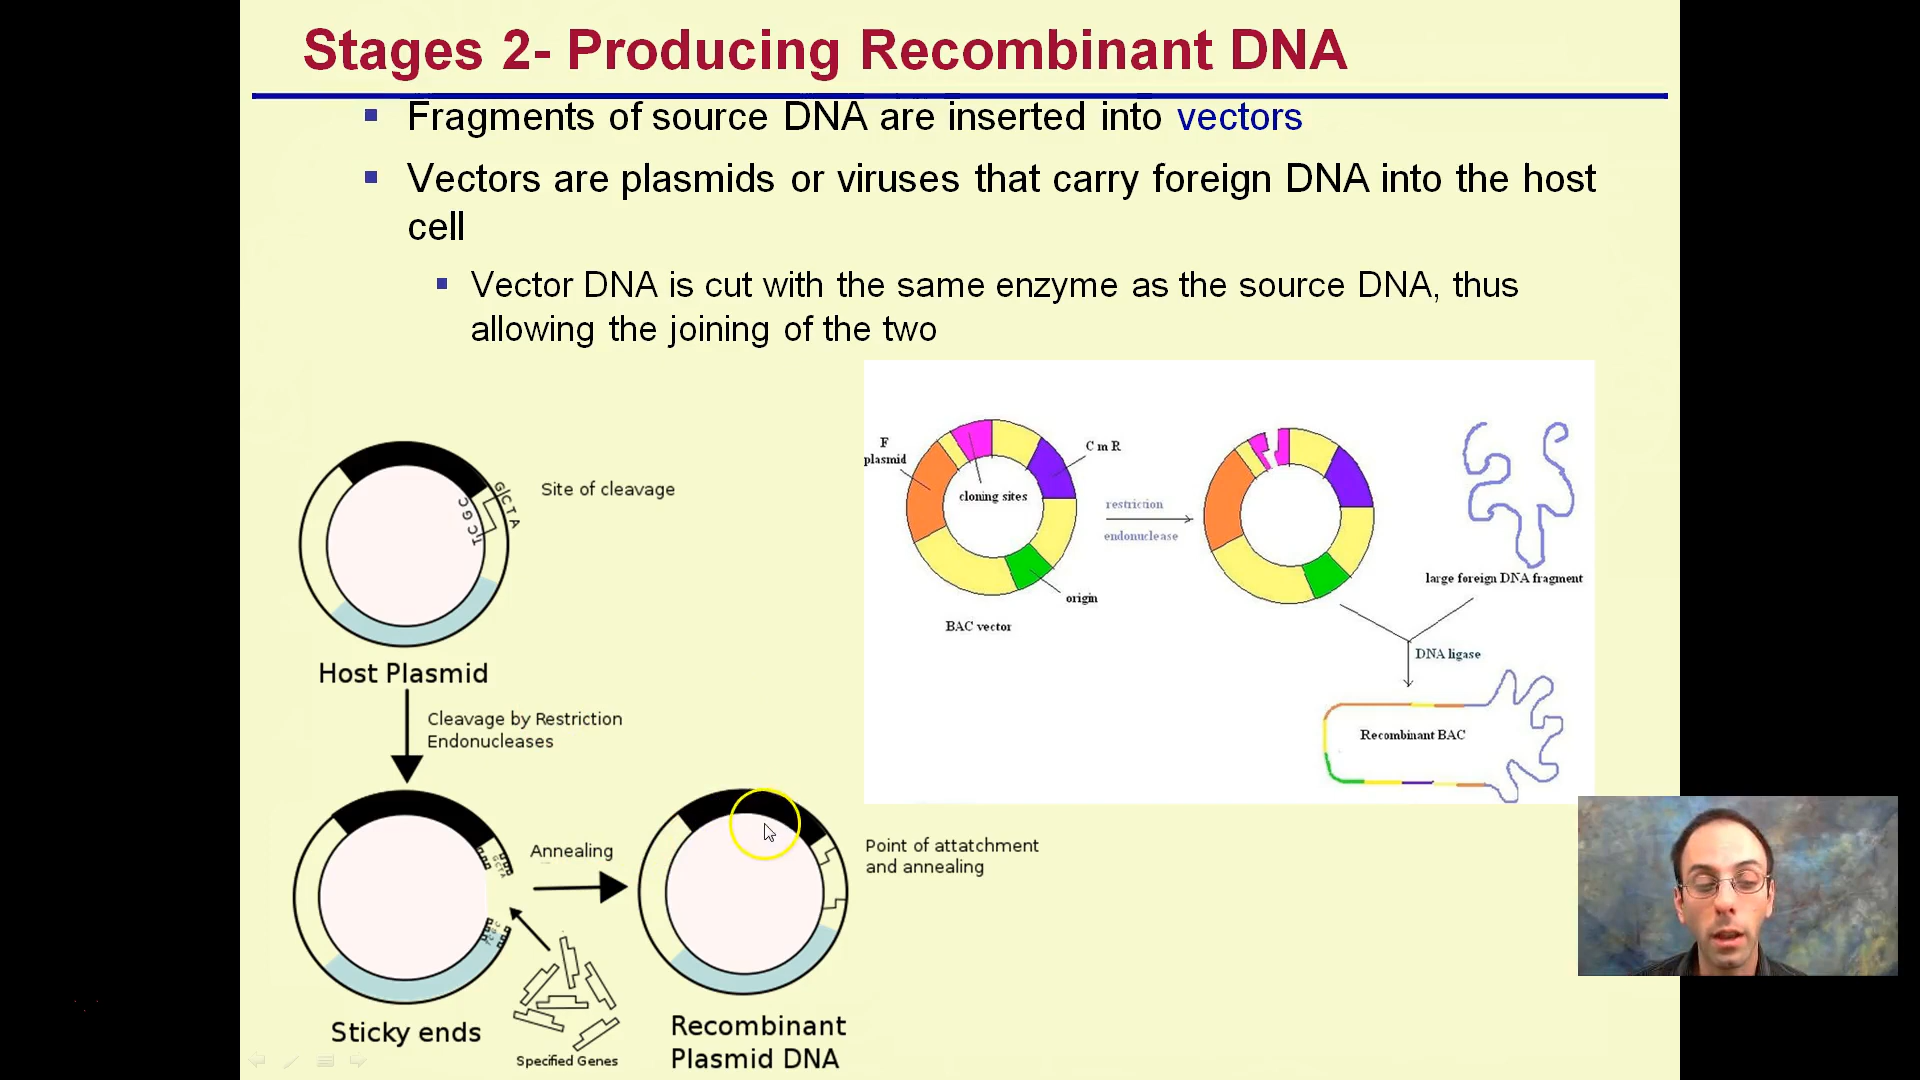 Stages 2- Producing Recombinant DNA
Fragments of source DNA are inserted into vectors
Vectors are plasmids or viruses that carry foreign DNA into the host
cell
Vector DNA is cut with the same enzyme as the source DNA, thus
allowing the joining of the two
G C T A
T C G C
Site of cleavage
Host Plasmid
Cleavage by Restriction
Endonucleases
Annealing
Sticky ends
Specified Genes
Point of attatchment
and annealing
Recombinant
Plasmid DNA
F
plasmid
C m R
cloning sites
origin
BAC vector
restriction
endonuclease
large foreign DNA fragment
DNA ligase
Recombinant BAC